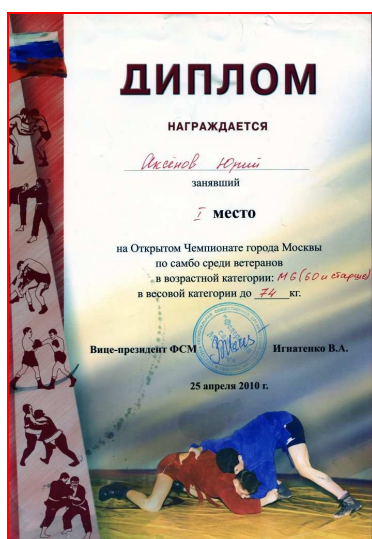 ДИПЛОМ
НАГРАЖДАЕТСЯ
Аксёнов Юрий
занявший
I место
на Открытом Чемпионате города Москвы
по самбо среди ветеранов
в возрастной категории: М6 (60 и старше)
в весовой категории до 74 кг.
Вице-президент ФСМ Игнатенко В.А.
25 апреля 2010 г.